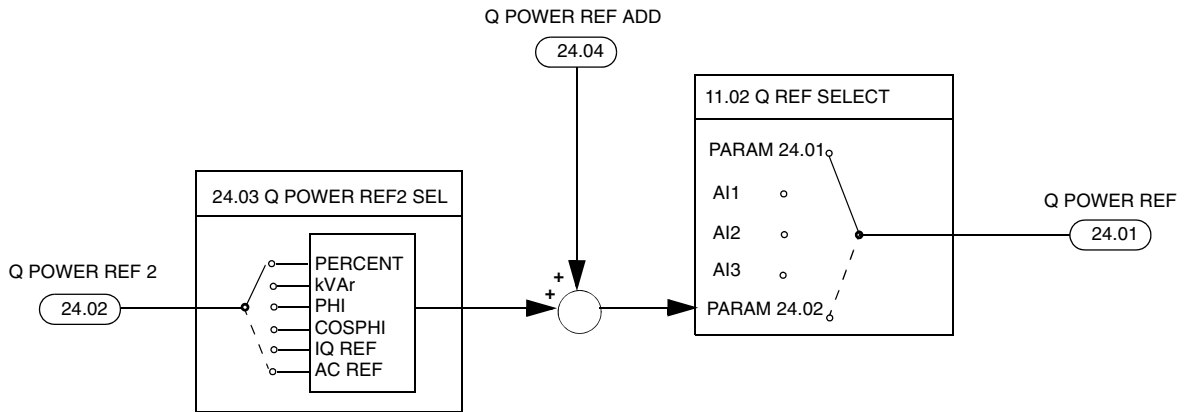 Q POWER REF ADD
24.04
11.02 Q REF SELECT
PARAM 24.01
AI1
AI2
AI3
PARAM 24.02
Q POWER REF
24.01
24.03 Q POWER REF2 SEL
Q POWER REF 2
24.02
PERCENT
kVAr
PHI
COSPHI
IQ REF
AC REF
+
+